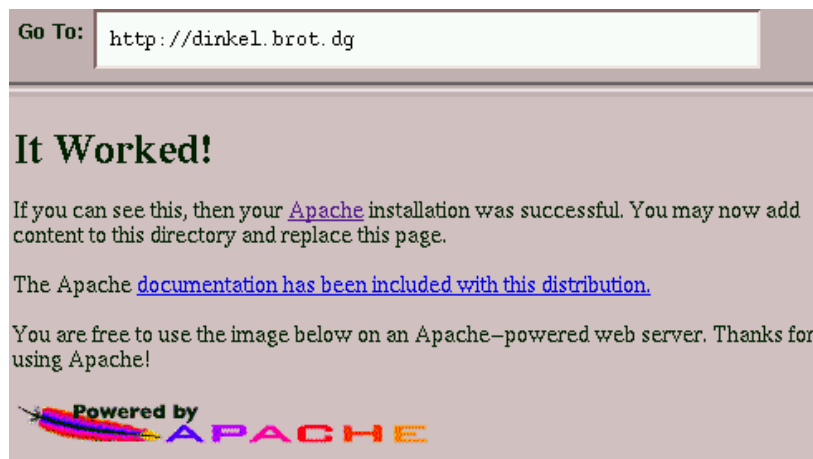 Go To: http://dinkel.brot.dg
It Worked!
If you can see this, then your Apache installation was successful. You may now add
content to this directory and replace this page.
The Apache documentation has been included with this distribution.
You are free to use the image below on an Apache–powered web server. Thanks for
using Apache!
Powered by
APACHE